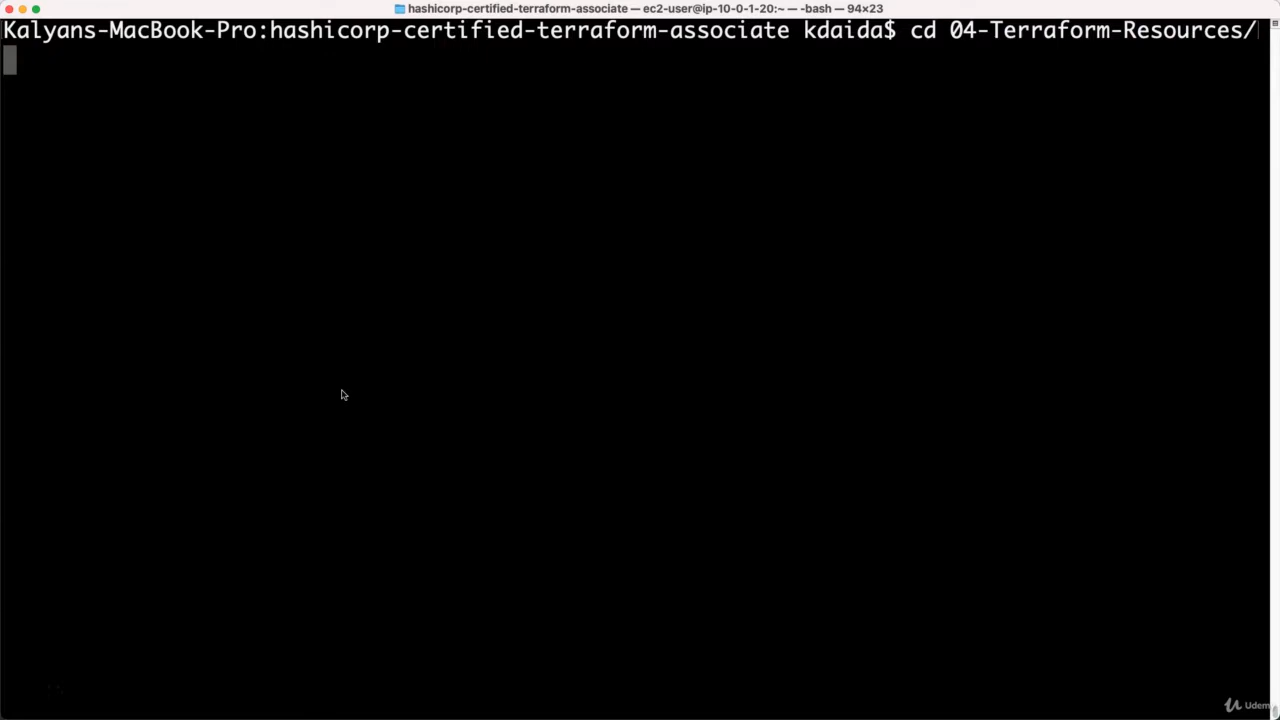 hashicorp-certified-terraform-associate — ec2-user@ip-10-0-1-20:~ — -bash — 94×23
Kalyans-MacBook-Pro:hashicorp-certified-terraform-associate kdaida$ cd 04-Terraform-Resources/
Udemy